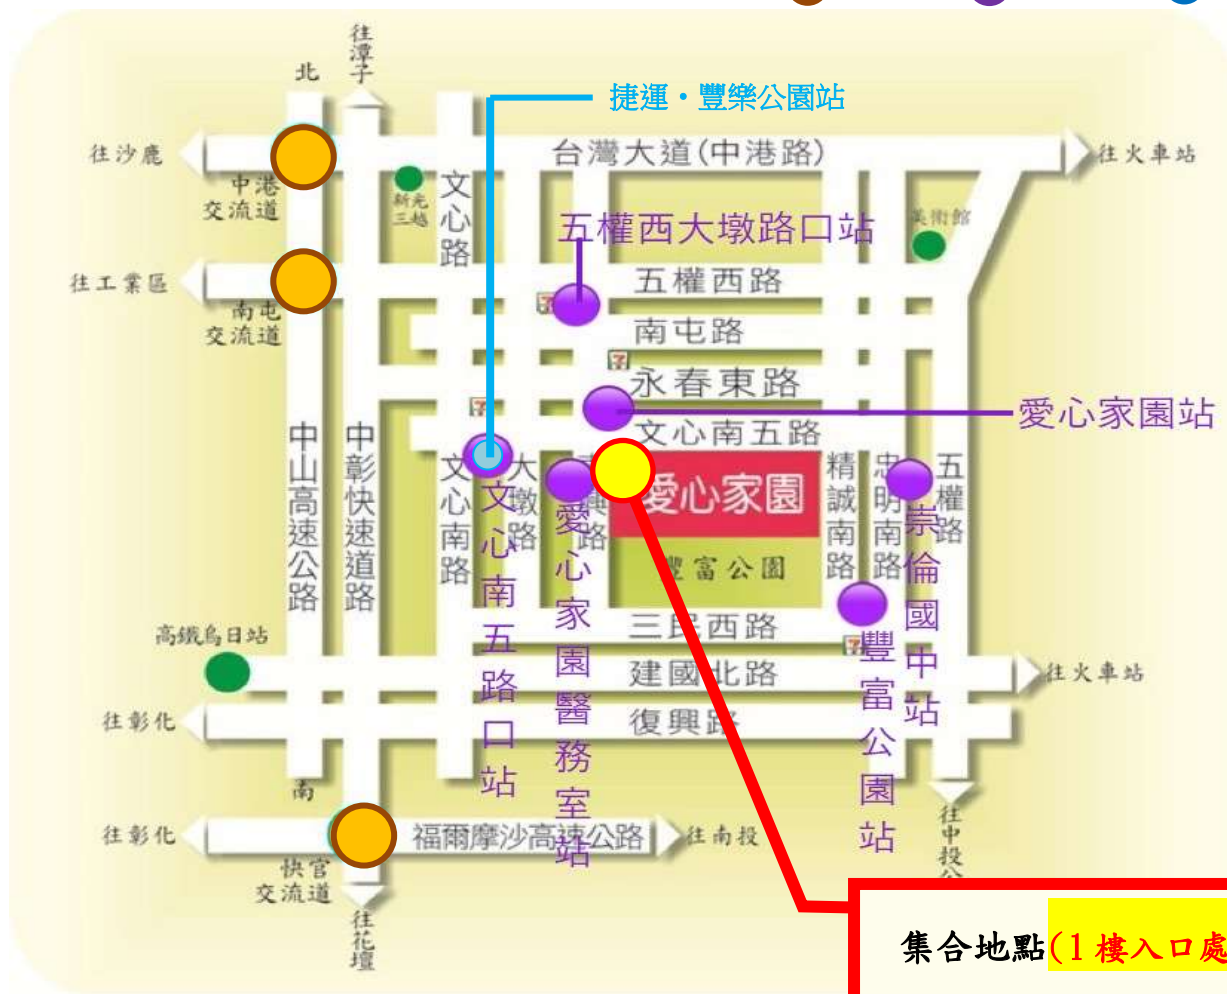 往潭子
北
捷運・豐樂公園站
往沙鹿
台灣大道(中港路)
往火車站
中港
交流道
新光
三越
文心路
美術館
五權西大墩路口站
往工業區
五權西路
南屯
交流道
南屯路
永春東路
愛心家園站
文心南五路
中山高速公路
中彰快速道路
文心南路
大墩路
文心南五路口站
愛心家園醫務室站
愛心家園
精誠南路
忠明南路
五權路
崇倫國中站
豐富公園
三民西路
豐富公園站
高鐵烏日站
建國北路
往火車站
往彰化
復興路
南
往彰化
福爾摩沙高速公路
往南投
快官
交流道
往花壇
往中投公
集合地點(1樓入口處